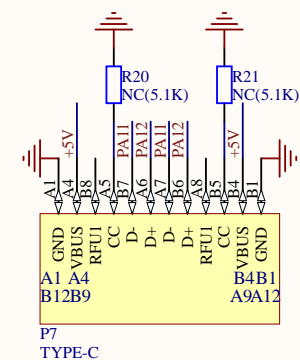 R20
NC(5.1K)
R21
NC(5.1K)
+5V
PA11
PA12
PA11
PA12
+5V
A1
A4
B8
A5
B7
A6
A7
B6
A8
B5
B4
B1
GND
VBUS
RFU1
CC
D-
D+
D-
D+
RFU1
CC
VBUS
GND
A1 A4 B4B1
B12B9 A9A12
P7
TYPE-C